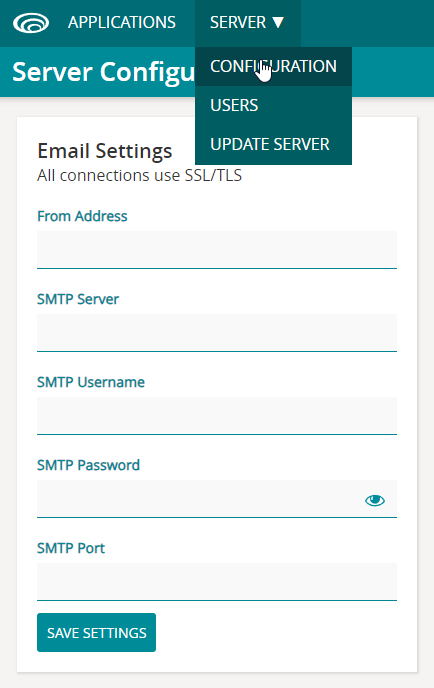 APPLICATIONS
SERVER ▼
CONFIGURATION
USERS
UPDATE SERVER
Server Configu
Email Settings
All connections use SSL/TLS
From Address
SMTP Server
SMTP Username
SMTP Password
SMTP Port
SAVE SETTINGS